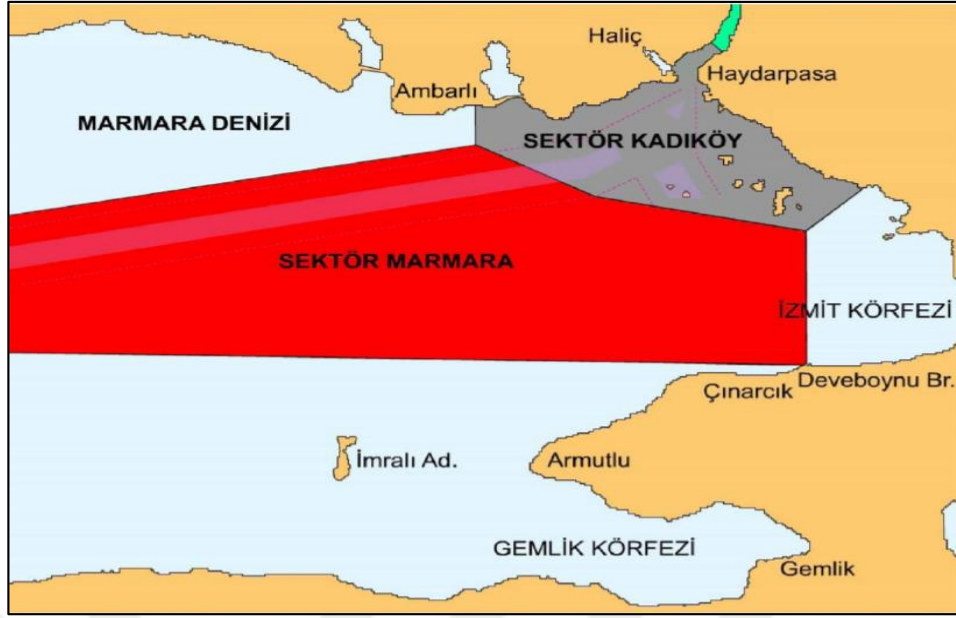 Haliç
Haydarpasa
Ambarlı
MARMARA DENİZİ
SEKTÖR KADIKÖY
SEKTÖR MARMARA
İZMİT KÖRFEZİ
Çınarcık
Deveboynu Br.
İmralı Ad.
Armutlu
GEMLİK KÖRFEZİ
Gemlik